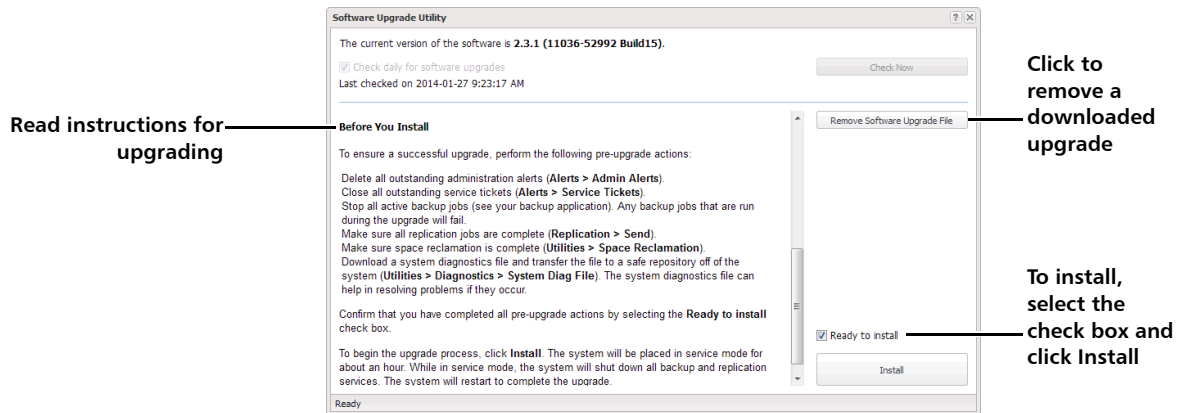 Software Upgrade Utility
The current version of the software is 2.3.1 (11036-52992 Build15).
Check daily for software upgrades
Check Now
Last checked on 2014-01-27 9:23:17 AM
Read instructions for
upgrading
Before You Install
To ensure a successful upgrade, perform the following pre-upgrade actions:
Delete all outstanding administration alerts (Alerts > Admin Alerts).
Close all outstanding service tickets (Alerts > Service Tickets).
Stop all active backup jobs (see your backup application). Any backup jobs that are run
during the upgrade will fail.
Make sure all replication jobs are complete (Replication > Send).
Make sure space reclamation is complete (Utilities > Space Reclamation).
Download a system diagnostics file and transfer the file to a safe repository off of the
system (Utilities > Diagnostics > System Diag File). The system diagnostics file can
help in resolving problems if they occur.
Confirm that you have completed all pre-upgrade actions by selecting the Ready to install
check box.
To begin the upgrade process, click Install. The system will be placed in service mode for
about an hour. While in service mode, the system will shut down all backup and replication
services. The system will restart to complete the upgrade.
Remove Software Upgrade File
Click to
remove a
downloaded
upgrade
Ready to install
Install
To install,
select the
check box and
click Install
Ready